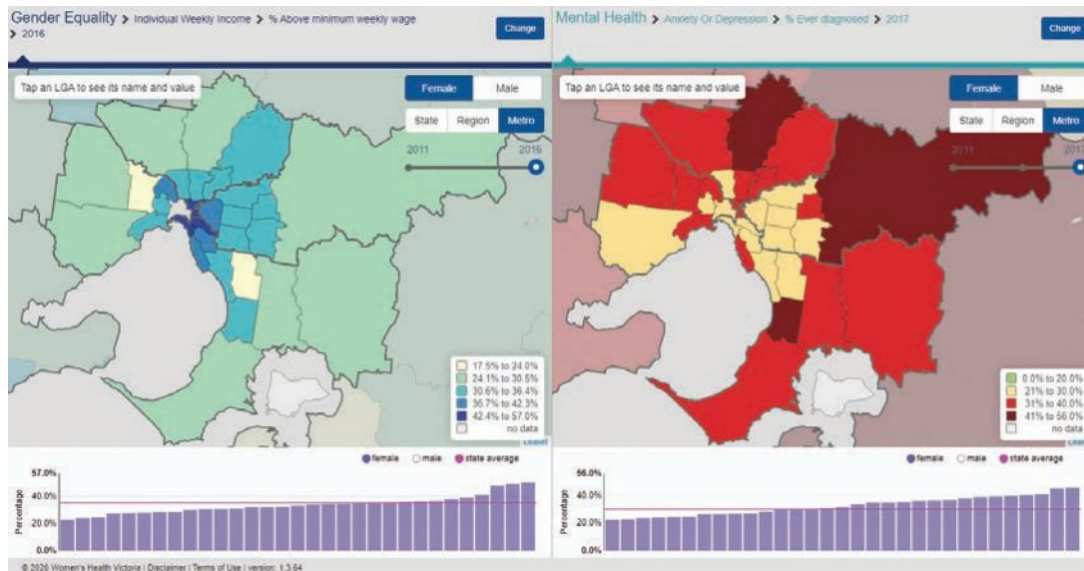 Gender Equality > Individual Weekly Income > % Above minimum weekly wage
> 2016
Change
Tap an LGA to see its name and value
Female
Male
State
Region
Metro
2011
2016
17.5% to 24.0%
24.1% to 30.5%
30.6% to 36.4%
36.7% to 42.3%
42.4% to 57.0%
no data
female
male
state average
Percentage
57.0%
40.0%
20.0%
0.0%
Mental Health > Anxiety Or Depression > % Ever diagnosed > 2017
Change
Tap an LGA to see its name and value
Female
Male
State
Region
Metro
2011
2017
0.0% to 20.0%
21% to 30.0%
31% to 40.0%
41% to 56.0%
no data
female
male
state average
Percentage
56.0%
40.0%
20.0%
0.0%
Women's Health Victoria | Disclaimer | Terms of Use | version: 1.3.64